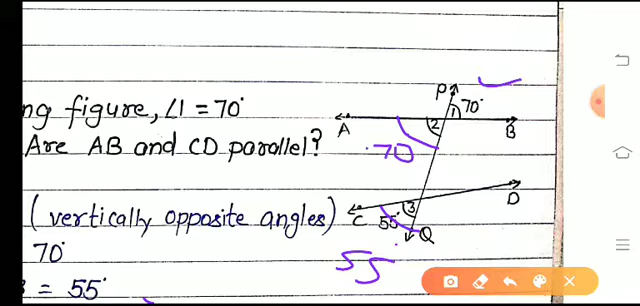 P
1 70°
ng figure, ∠1 = 70°
A 2 B
Are AB and CD parallel?
70
D
(vertically opposite angles)
C 55° 3
Q
70°
55
= 55°